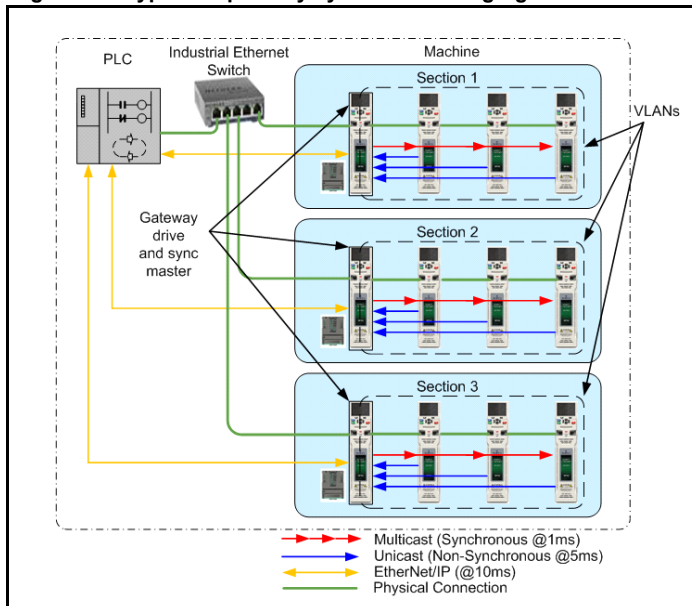 PLC
Industrial Ethernet
Switch
Machine
Section 1
VLANs
Gateway
drive
and sync
master
Section 2
Section 3
Multicast (Synchronous @1ms)
Unicast (Non-Synchronous @5ms)
EtherNet/IP (@10ms)
Physical Connection